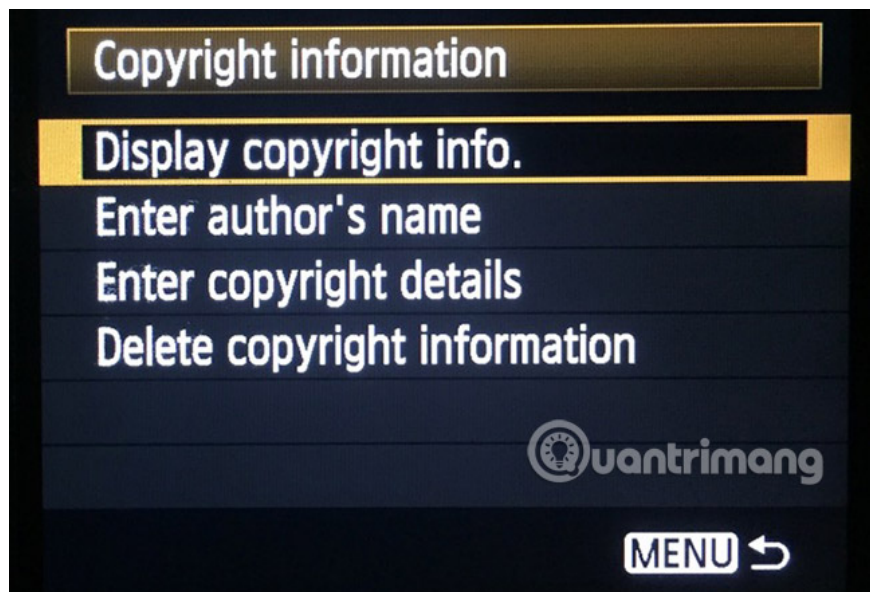 Copyright information
Display copyright info.
Enter author's name
Enter copyright details
Delete copyright information
Quantrimang
MENU